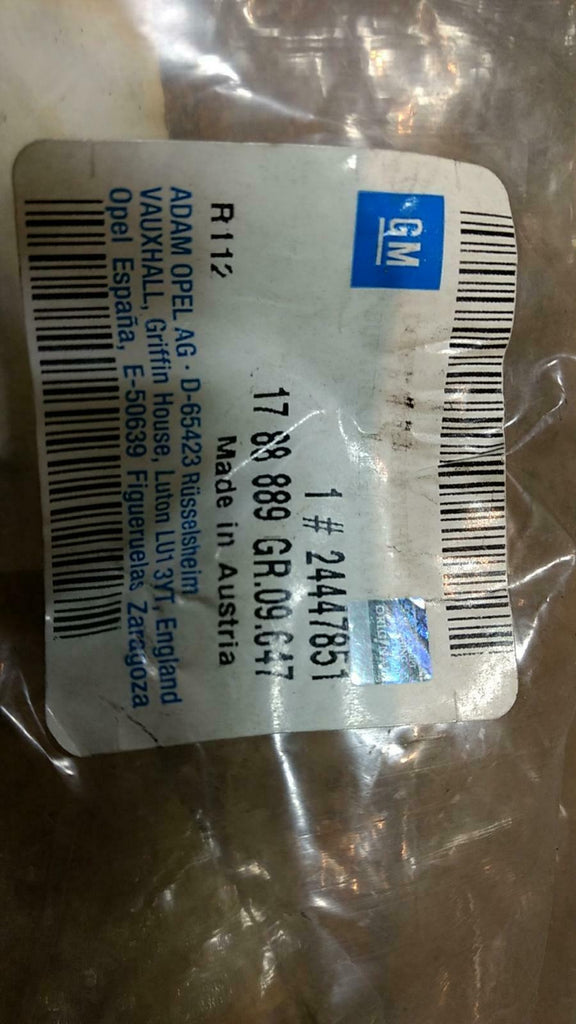 GM
1 # 24447851
17 88 889 GR.09.647
R112 Made in Austria
ADAM OPEL AG · D-65423 Rüsselsheim
VAUXHALL, Griffin House, Luton LU1 3YT, England
Opel España, E-50639 Figueruelas Zaragoza